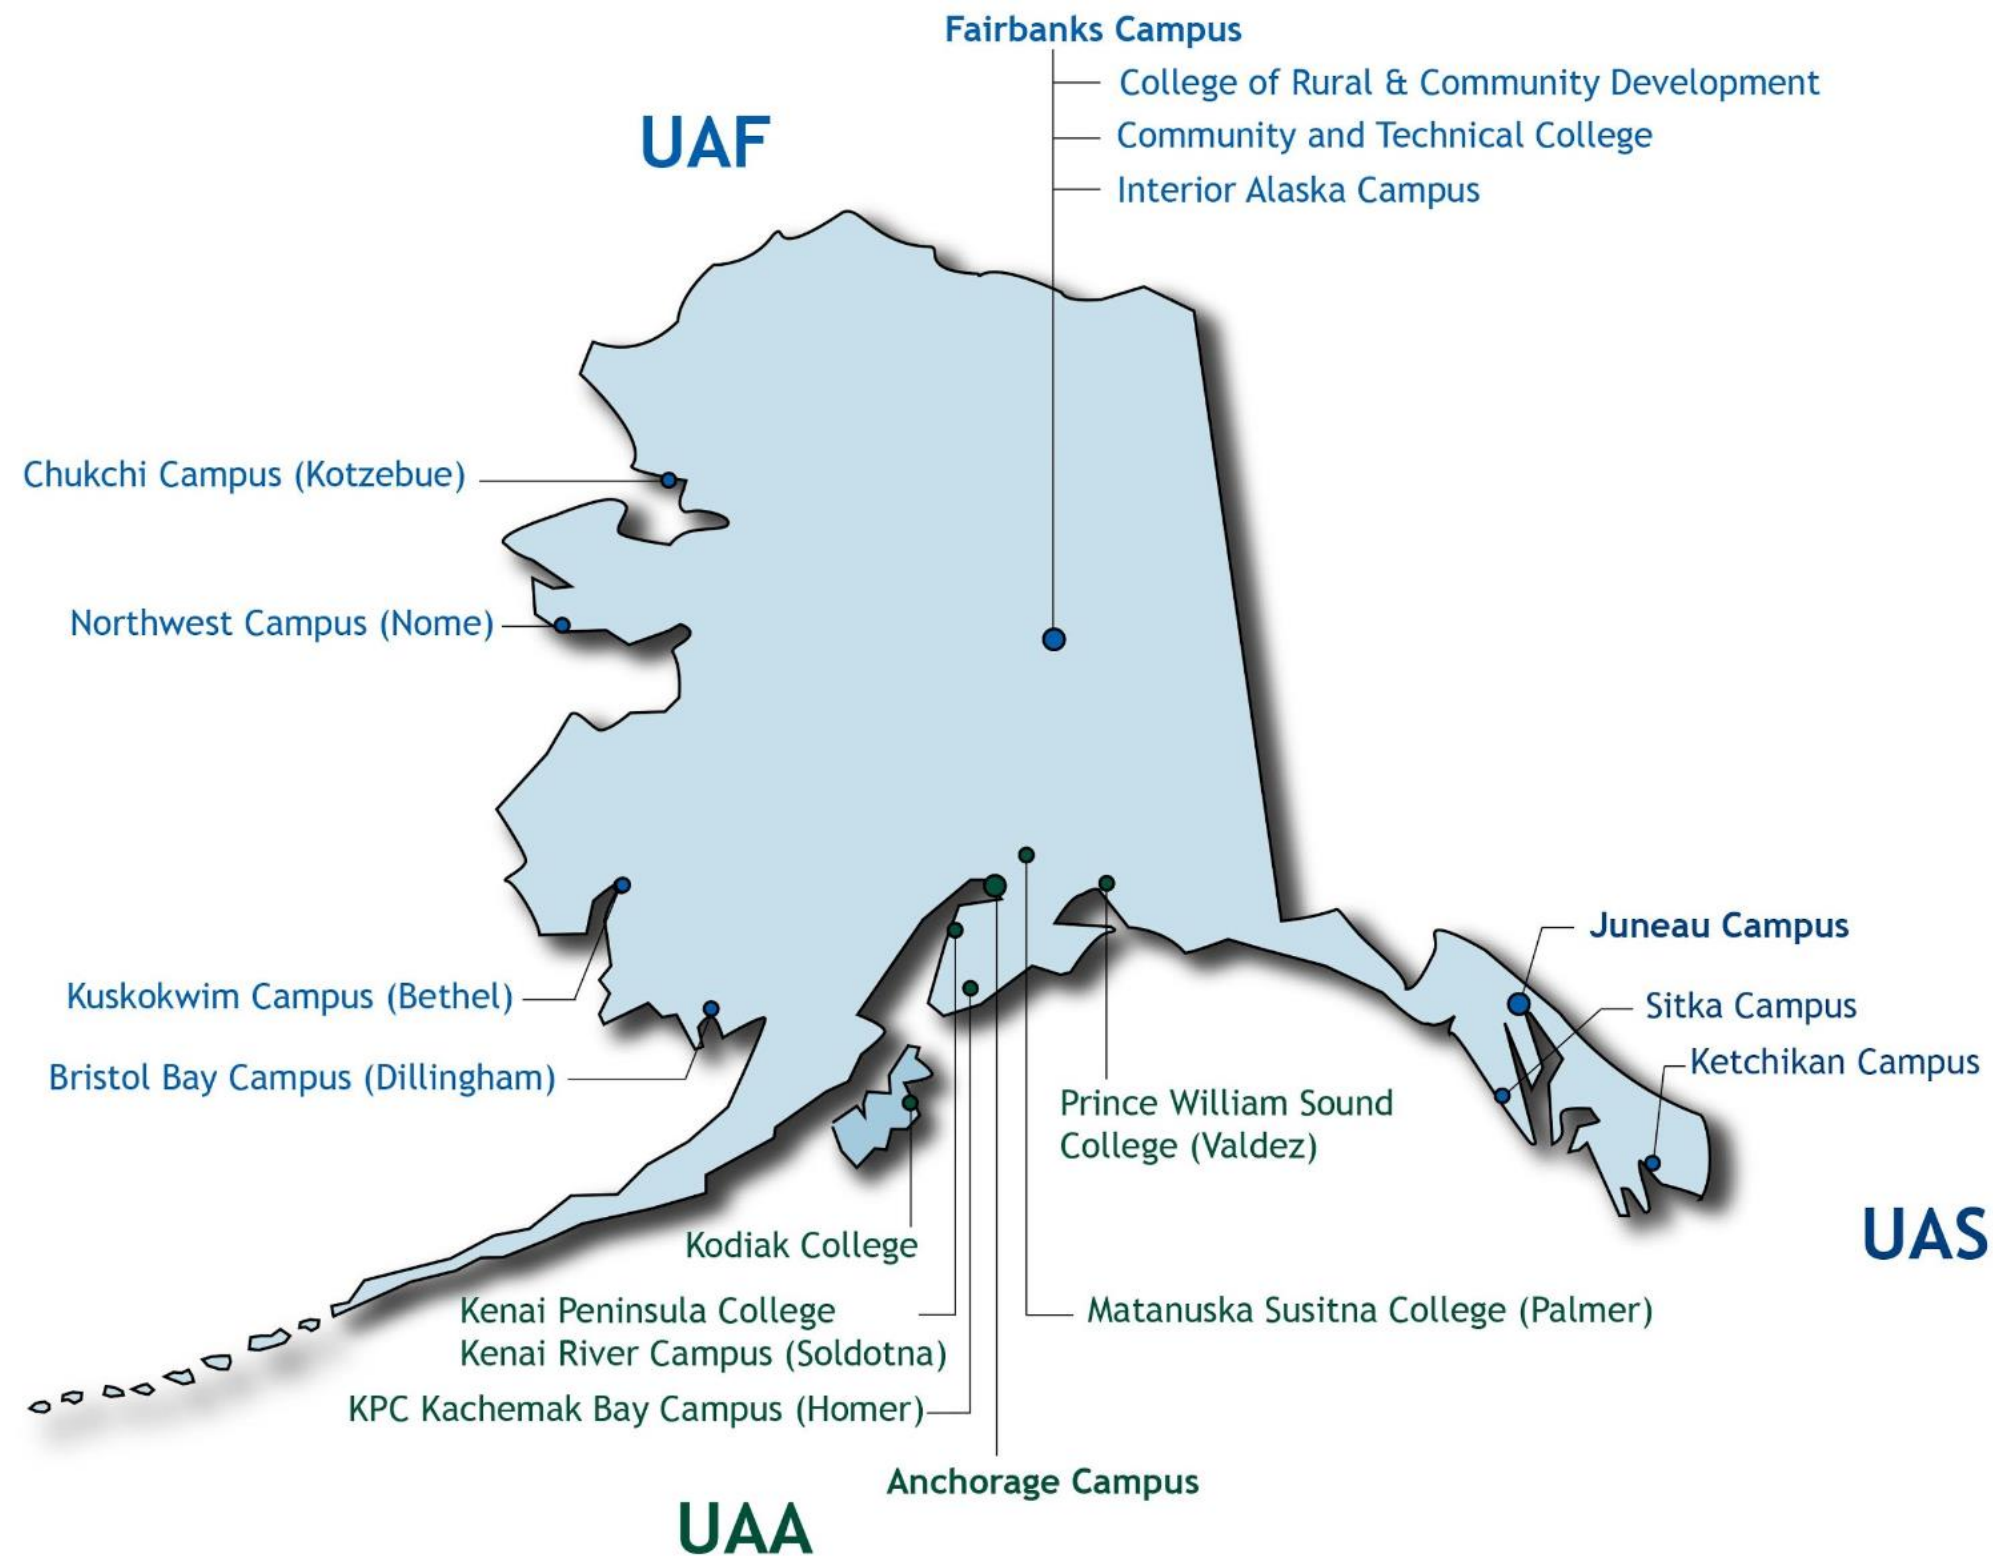 Fairbanks Campus
College of Rural & Community Development
Community and Technical College
Interior Alaska Campus
UAF
Chukchi Campus (Kotzebue)
Northwest Campus (Nome)
Kuskokwim Campus (Bethel)
Bristol Bay Campus (Dillingham)
Juneau Campus
Sitka Campus
Ketchikan Campus
UAS
Prince William Sound
College (Valdez)
Kodiak College
Kenai Peninsula College
Kenai River Campus (Soldotna)
Matanuska Susitna College (Palmer)
KPC Kachemak Bay Campus (Homer)
Anchorage Campus
UAA